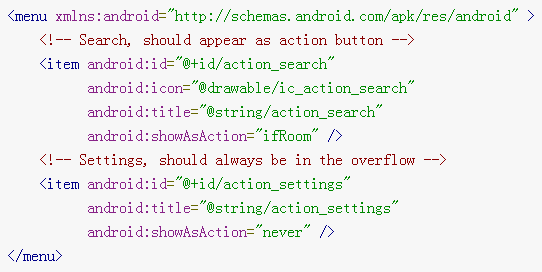 <menu xmlns:android="http://schemas.android.com/apk/res/android" >
    <!-- Search, should appear as action button -->
    <item android:id="@+id/action_search"
          android:icon="@drawable/ic_action_search"
          android:title="@string/action_search"
          android:showAsAction="ifRoom" />
    <!-- Settings, should always be in the overflow -->
    <item android:id="@+id/action_settings"
          android:title="@string/action_settings"
          android:showAsAction="never" />
</menu>